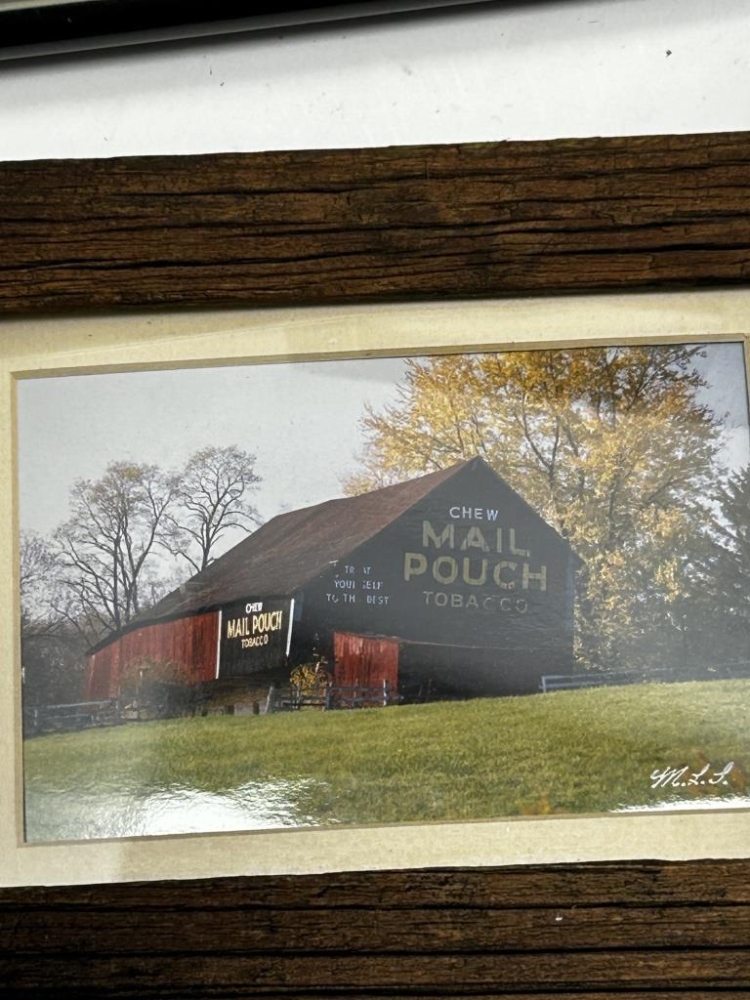 CHEW
MAIL
POUCH
TOBACCO
TREAT
YOURSELF
TO THE BEST
CHEW
MAIL POUCH
TOBACCO
M.L.S.